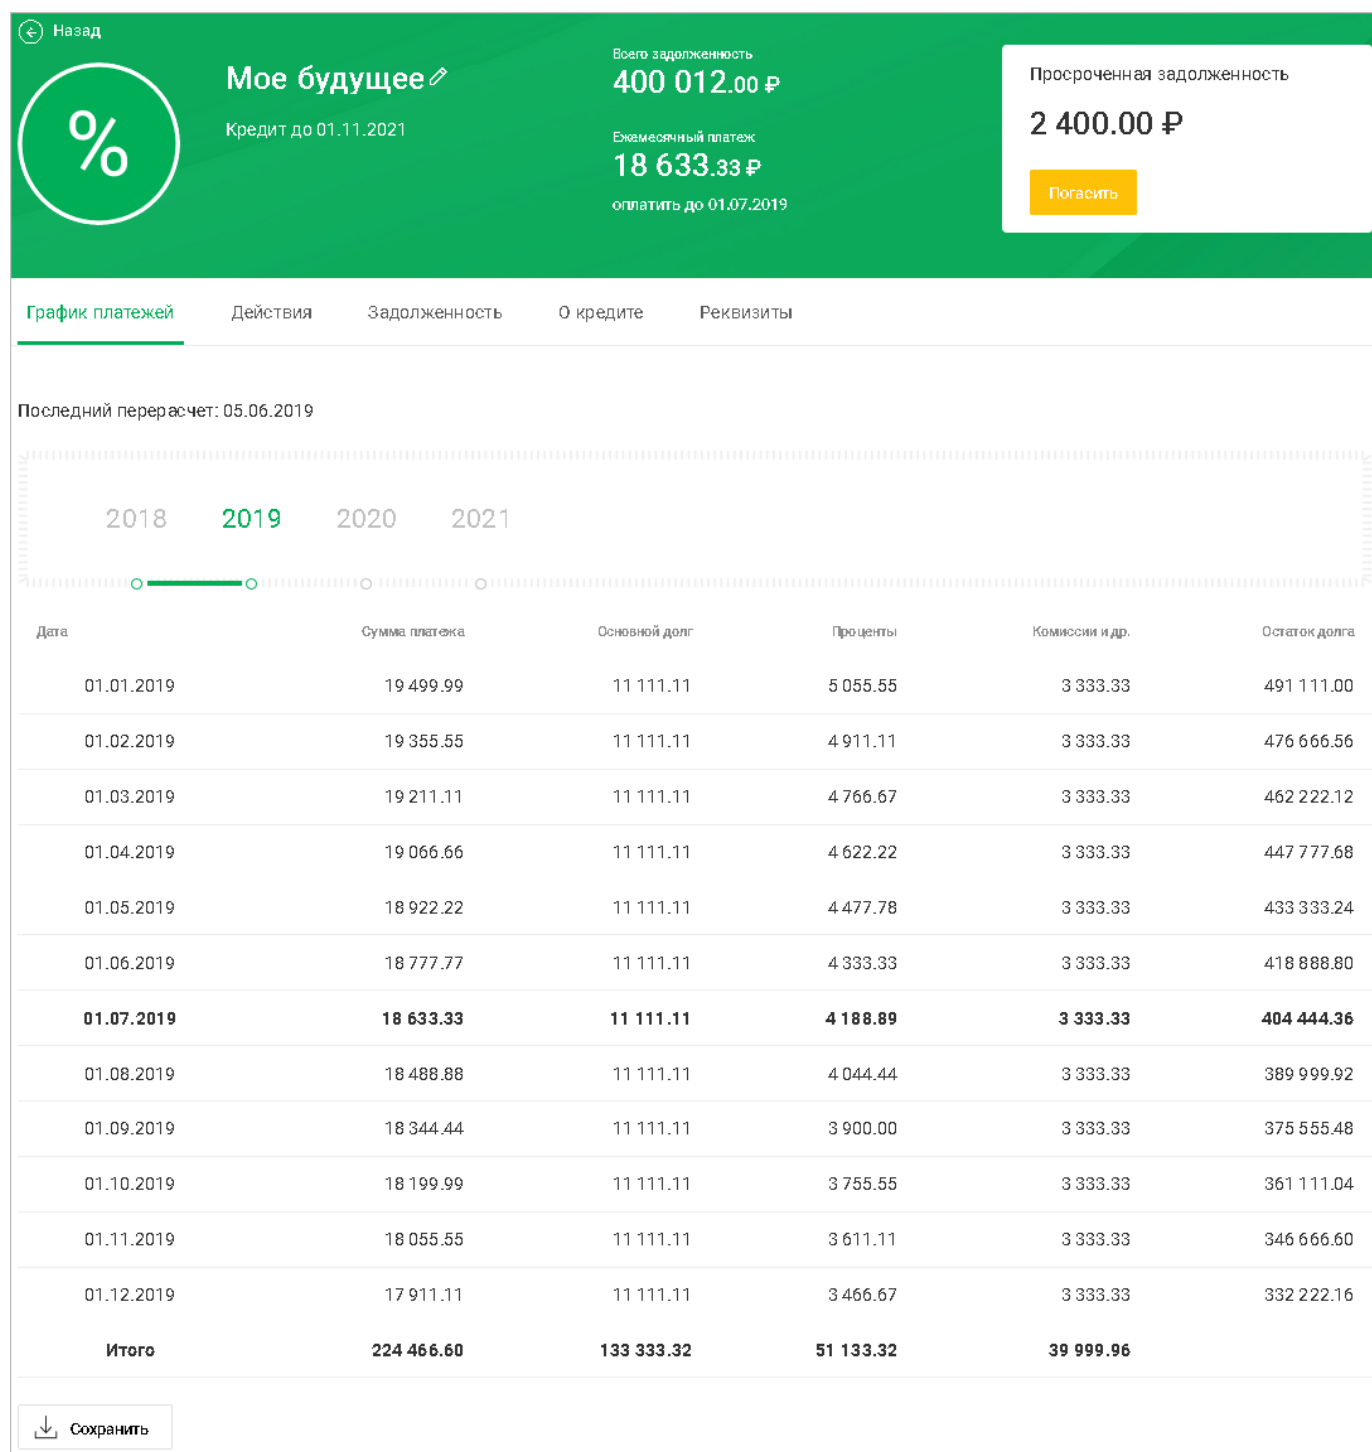 Назад
Мое будущее
Кредит до 01.11.2021
Всего задолженность
400 012.00 ₽
Ежемесячный платеж
18 633.33 ₽
оплатить до 01.07.2019
Просроченная задолженность
2 400.00 ₽
Погасить
График платежей Действия Задолженность О кредите Реквизиты
Последний перерасчет: 05.06.2019
2018 2019 2020 2021
Дата Сумма платежа Основной долг Проценты Комиссии и др. Остаток долга
01.01.2019 19 499.99 11 111.11 5 055.55 3 333.33 491 111.00
01.02.2019 19 355.55 11 111.11 4 911.11 3 333.33 476 666.56
01.03.2019 19 211.11 11 111.11 4 766.67 3 333.33 462 222.12
01.04.2019 19 066.66 11 111.11 4 622.22 3 333.33 447 777.68
01.05.2019 18 922.22 11 111.11 4 477.78 3 333.33 433 333.24
01.06.2019 18 777.77 11 111.11 4 333.33 3 333.33 418 888.80
01.07.2019 18 633.33 11 111.11 4 188.89 3 333.33 404 444.36
01.08.2019 18 488.88 11 111.11 4 044.44 3 333.33 389 999.92
01.09.2019 18 344.44 11 111.11 3 900.00 3 333.33 375 555.48
01.10.2019 18 199.99 11 111.11 3 755.55 3 333.33 361 111.04
01.11.2019 18 055.55 11 111.11 3 611.11 3 333.33 346 666.60
01.12.2019 17 911.11 11 111.11 3 466.67 3 333.33 332 222.16
Итого 224 466.60 133 333.32 51 133.32 39 999.96
Сохранить